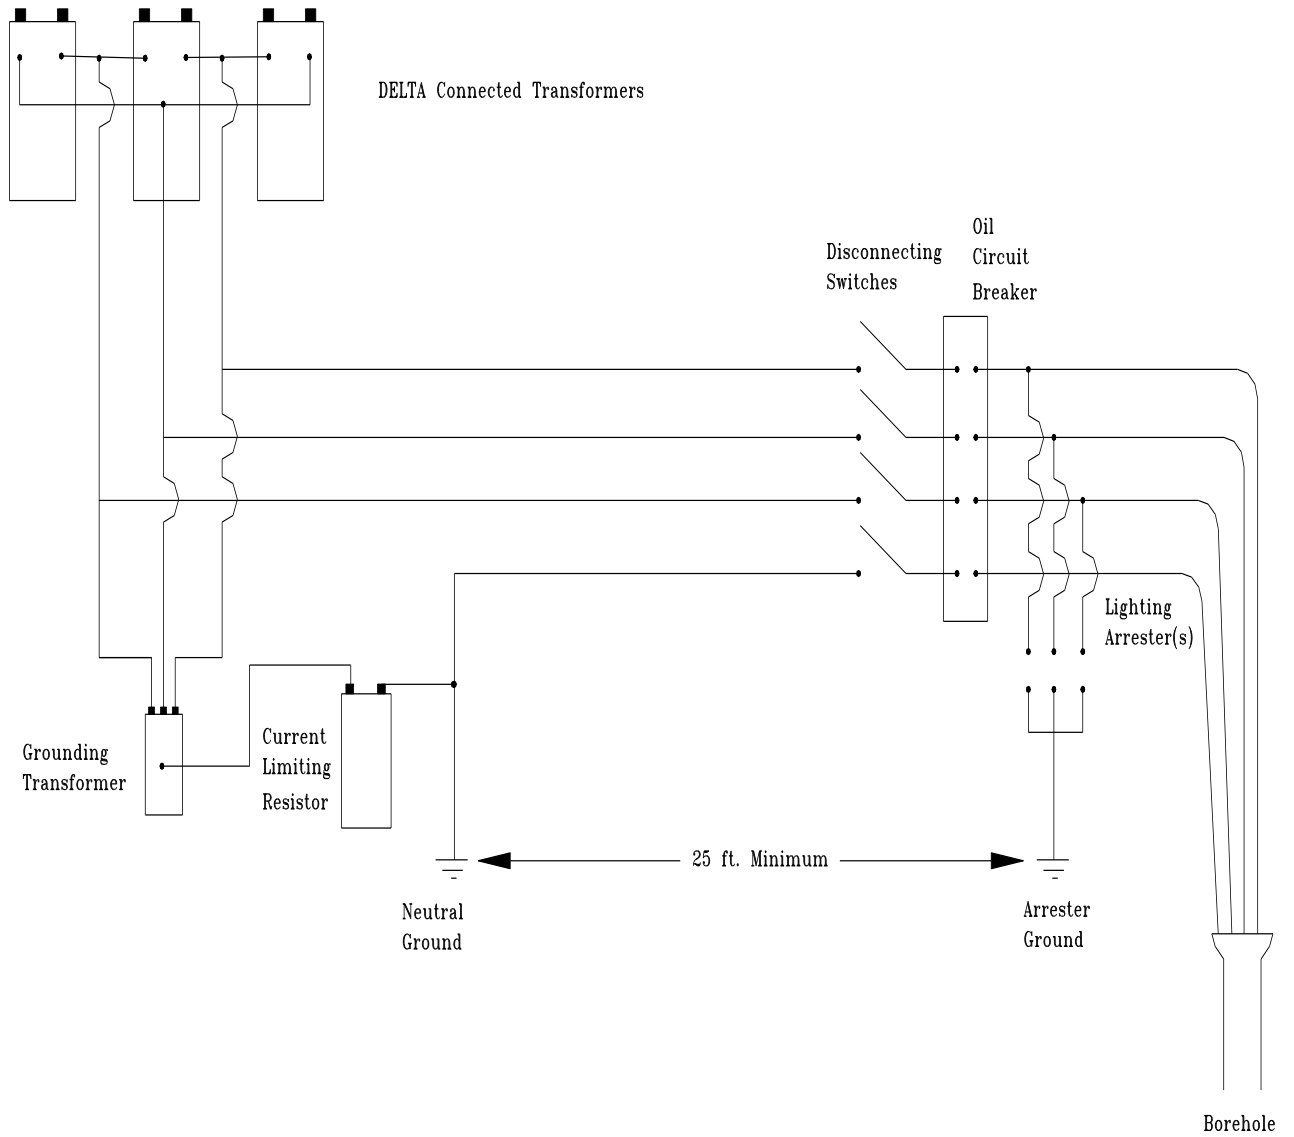 DELTA Connected Transformers
Oil
Circuit
Breaker
Disconnecting
Switches
Lighting
Arrester(s)
Grounding
Transformer
Current
Limiting
Resistor
25 ft. Minimum
Neutral
Ground
Arrester
Ground
Borehole